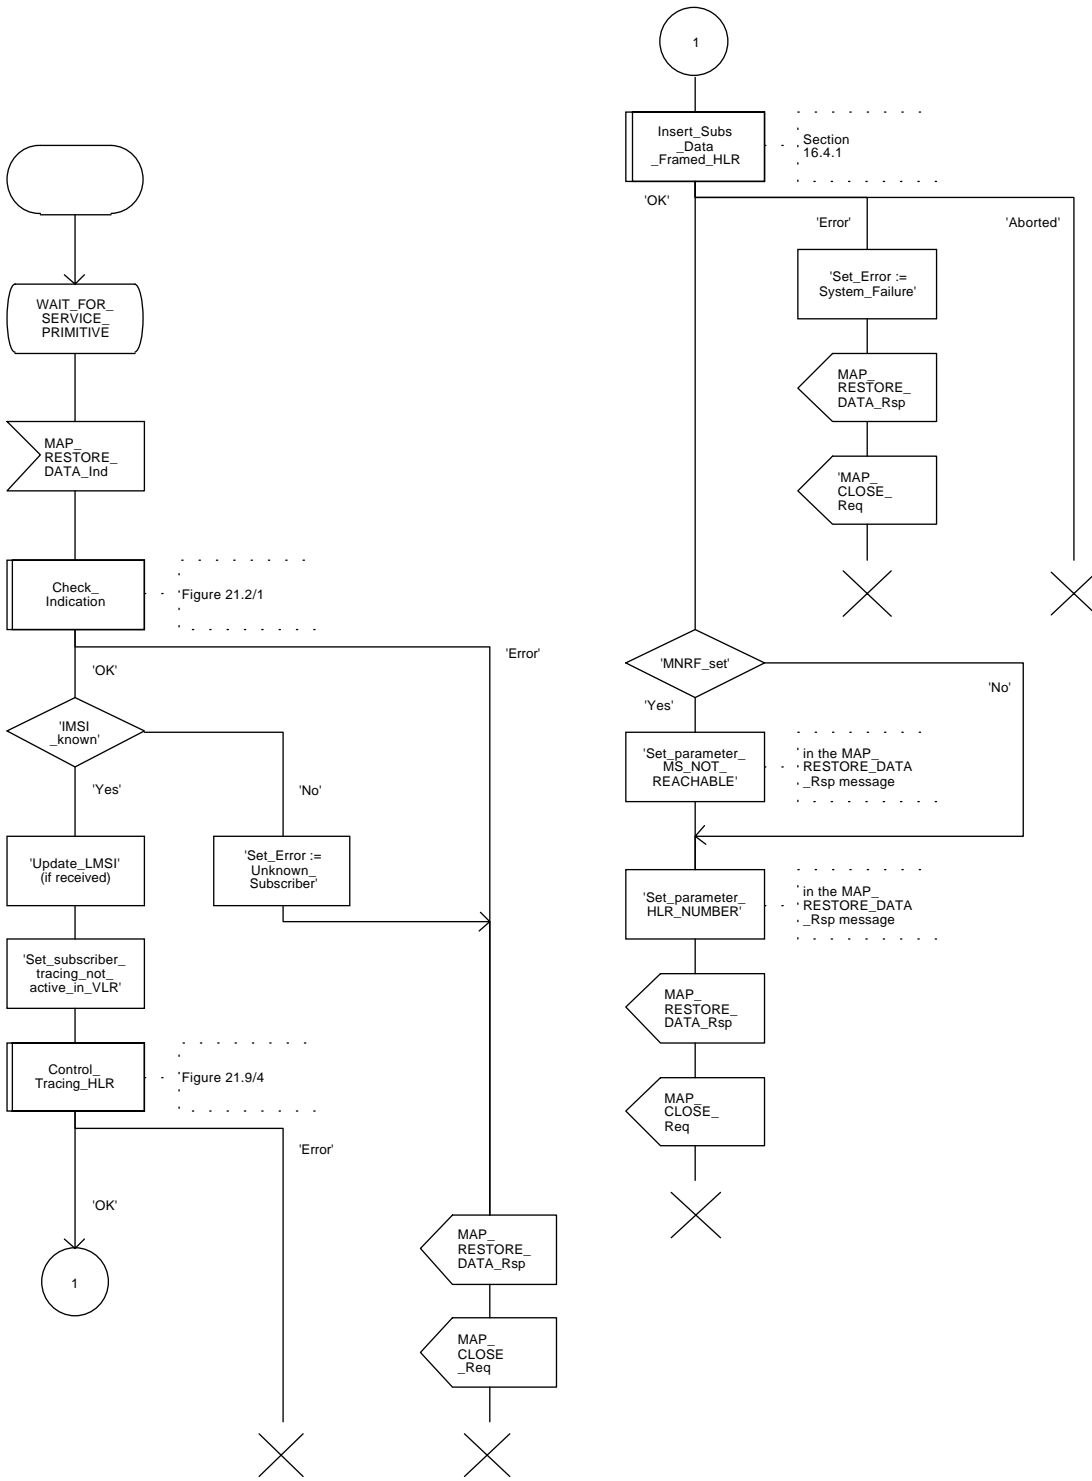 WAIT_FOR_
SERVICE_
PRIMITIVE
MAP_
RESTORE_
DATA_Ind
Check_
Indication
Figure 21.2/1
'OK'
'Error'
'IMSI
_known'
'Yes'
'No'
'Update_LMSI'
(if received)
'Set_Error :=
Unknown_
Subscriber'
'Set_subscriber_
tracing_not_
active_in_VLR'
Control_
Tracing_HLR
Figure 21.9/4
'Error'
'OK'
1
MAP_
RESTORE_
DATA_Rsp
MAP_
CLOSE
_Req
1
Insert_Subs
_Data
_Framed_HLR
Section
16.4.1
'OK'
'Error'
'Aborted'
'Set_Error :=
System_Failure'
MAP_
RESTORE_
DATA_Rsp
'MAP_
CLOSE_
Req
'MNRF_set'
'No'
'Yes'
'Set_parameter_
MS_NOT_
REACHABLE'
in the MAP_
RESTORE_DATA
_Rsp message
'Set_parameter_
HLR_NUMBER'
in the MAP_
RESTORE_DATA
_Rsp message
MAP_
RESTORE_
DATA_Rsp
MAP_
CLOSE_
Req